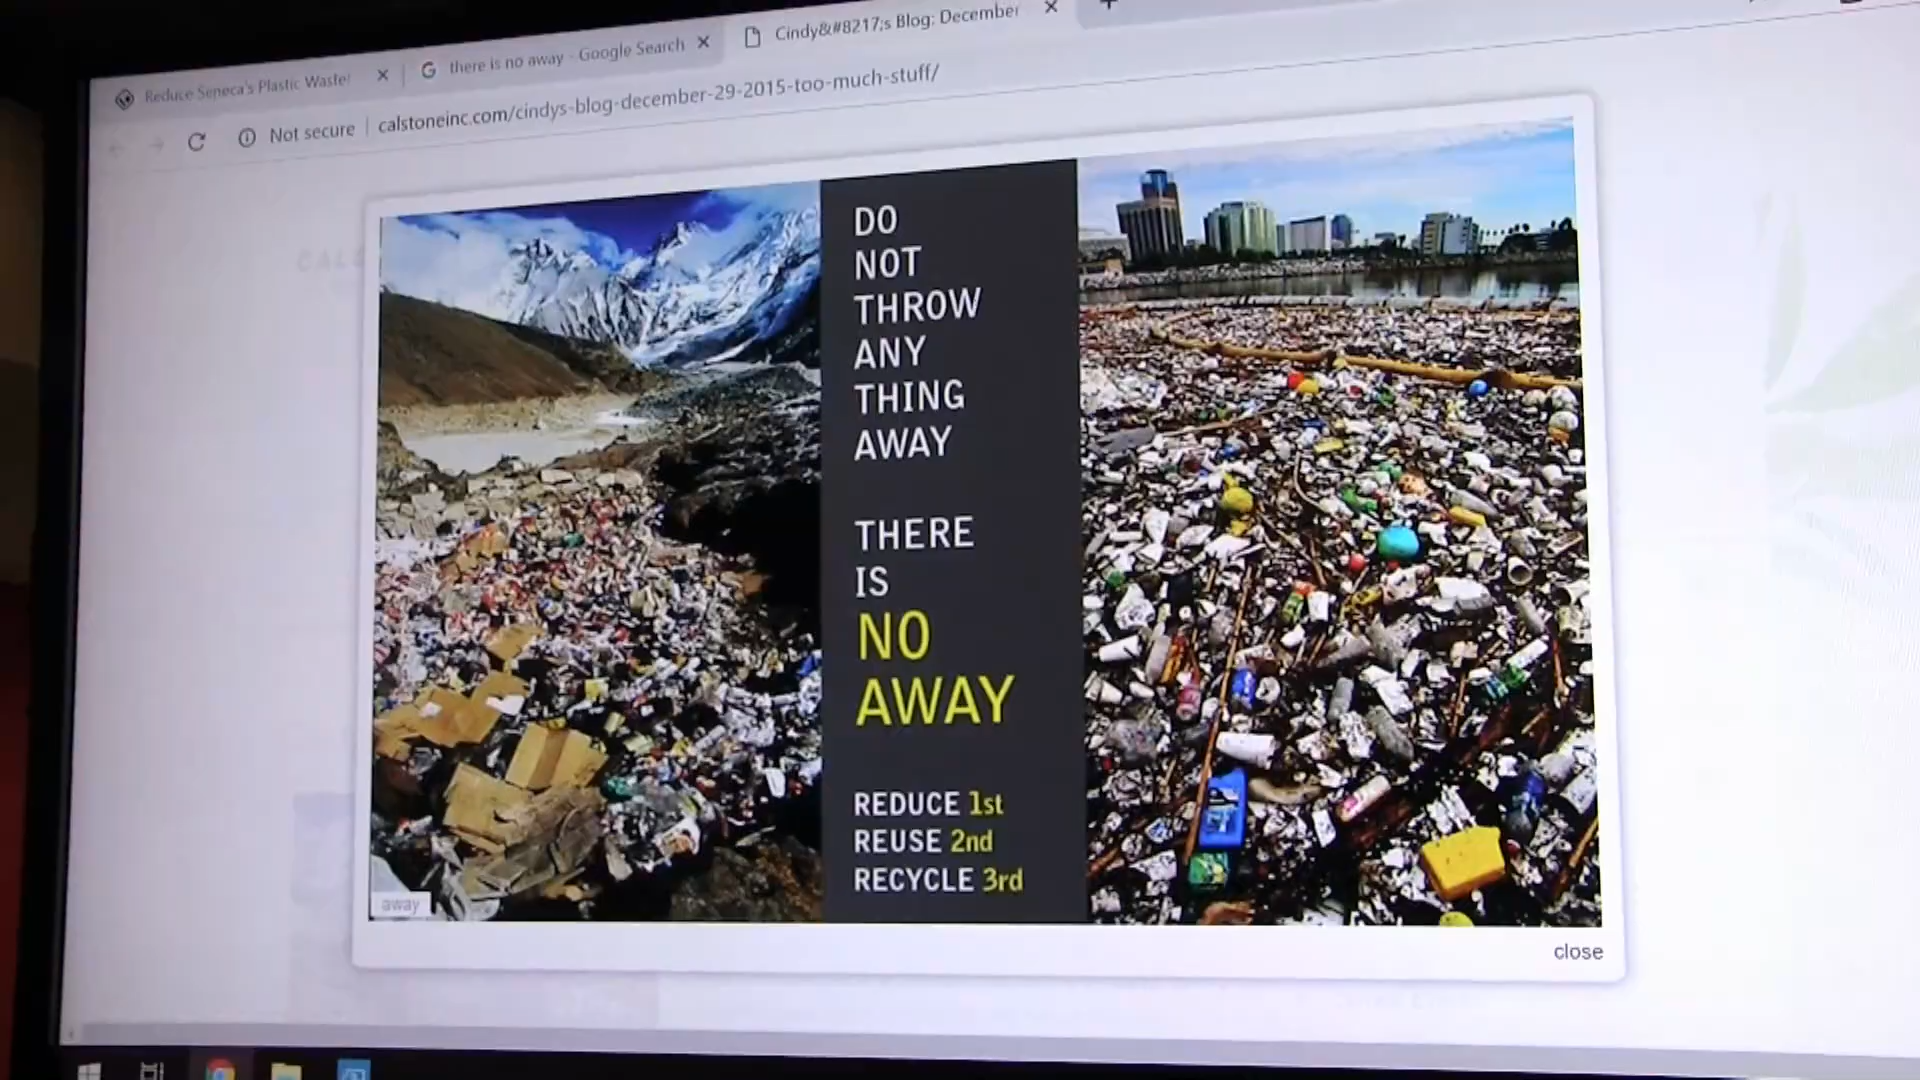 Reduce Seneca's Plastic Waste!
there is no away - Google Search
Cindy&#8217;s Blog: December
Not secure | calstoneinc.com/cindys-blog-december-29-2015-too-much-stuff/
DO
NOT
THROW
ANY
THING
AWAY
THERE
IS
NO
AWAY
REDUCE 1st
REUSE 2nd
RECYCLE 3rd
away
close